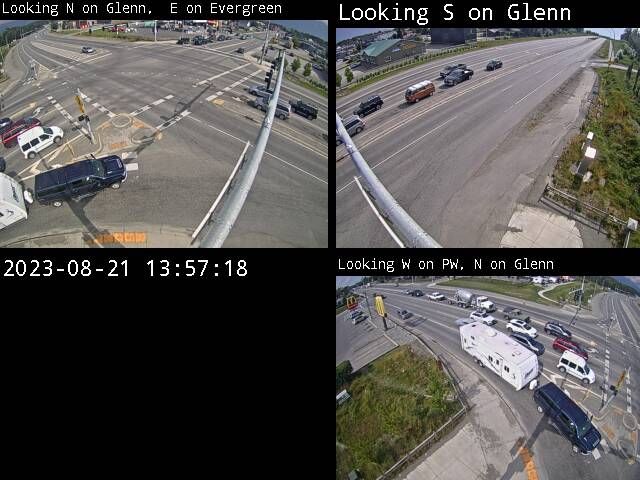 Looking N on Glenn, E on Evergreen
Looking S on Glenn
2023-08-21 13:57:18
Looking W on PW, N on Glenn